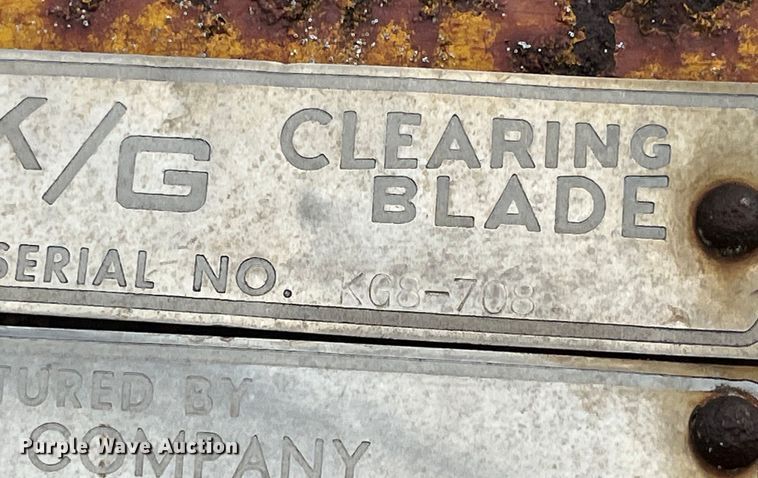 K/G CLEARING
BLADE
SERIAL NO. KG8-708
TURED BY
COMPANY
Purple Wave Auction